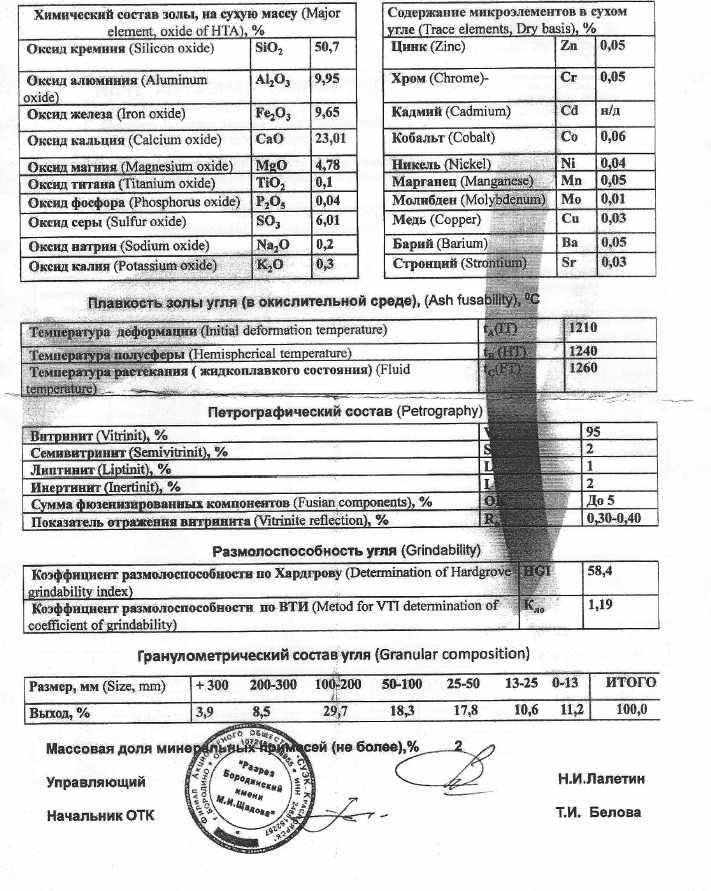 Химический состав золы, на сухую массу (Major element, oxide of HTA), %
Оксид кремния (Silicon oxide) SiO₂ 50,7
Оксид алюминия (Aluminum oxide) Al₂O₃ 9,95
Оксид железа (Iron oxide) Fe₂O₃ 9,65
Оксид кальция (Calcium oxide) CaO 23,01
Оксид магния (Magnesium oxide) MgO 4,78
Оксид титана (Titanium oxide) TiO₂ 0,1
Оксид фосфора (Phosphorus oxide) P₂O₅ 0,04
Оксид серы (Sulfur oxide) SO₃ 6,01
Оксид натрия (Sodium oxide) Na₂O 0,2
Оксид калия (Potassium oxide) K₂O 0,3
Содержание микроэлементов в сухом угле (Trace elements, Dry basis), %
Цинк (Zinc) Zn 0,05
Хром (Chrome)- Cr 0,05
Кадмий (Cadmium) Cd н/д
Кобальт (Cobalt) Co 0,06
Никель (Nickel) Ni 0,04
Марганец (Manganese) Mn 0,05
Молибден (Molybdenum) Mo 0,01
Медь (Copper) Cu 0,03
Барий (Barium) Ba 0,05
Стронций (Strontium) Sr 0,03
Плавкость золы угля (в окислительной среде), (Ash fusability), ⁰C
Температура деформации (Initial deformation temperature) t_A(IT) 1210
Температура полусферы (Hemispherical temperature) (HT) 1240
Температура растекания ( жидкоплавкого состояния) (Fluid temperature) t_C(FT) 1260
Петрографический состав (Petrography)
Витринит (Vitrinit), % V 95
Семивитринит (Semivitrinit), % S 2
Липтинит (Liptinit), % L 1
Инертинит (Inertinit), % I 2
Сумма фюзенизированных компонентов (Fusian components), % До 5
Показатель отражения витринита (Vitrinite reflection), % R 0,30-0,40
Размолоспособность угля (Grindability)
Коэффициент размолоспособности по Хардгрову (Determination of Hardgrove grindability index) HGI 58,4
Коэффициент размолоспособности по ВТИ (Metod for VTI determination of coefficient of grindability) К_ло 1,19
Гранулометрический состав угля (Granular composition)
Размер, мм (Size, mm) + 300 200-300 100-200 50-100 25-50 13-25 0-13 ИТОГО
Выход, % 3,9 8,5 29,7 18,3 17,8 10,6 11,2 100,0
Массовая доля минеральных примесей (не более),% 2
Управляющий Н.И.Лалетин
Начальник ОТК Т.И. Белова
"Разрез
Бородинский
имени
М.И.Щадова"